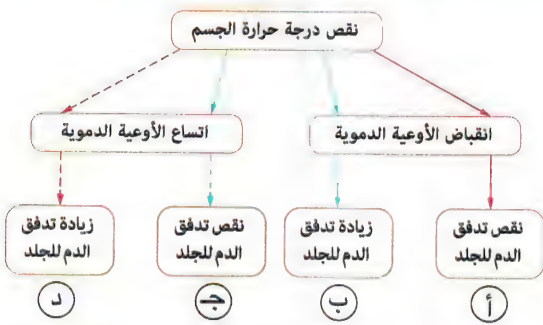 نقص درجة حرارة الجسم
انقباض الأوعية الدموية
اتساع الأوعية الدموية
نقص تدفق
الدم للجلد
زيادة تدفق
الدم للجلد
نقص تدفق
الدم للجلد
زيادة تدفق
الدم للجلد
أ
ب
جـ
د